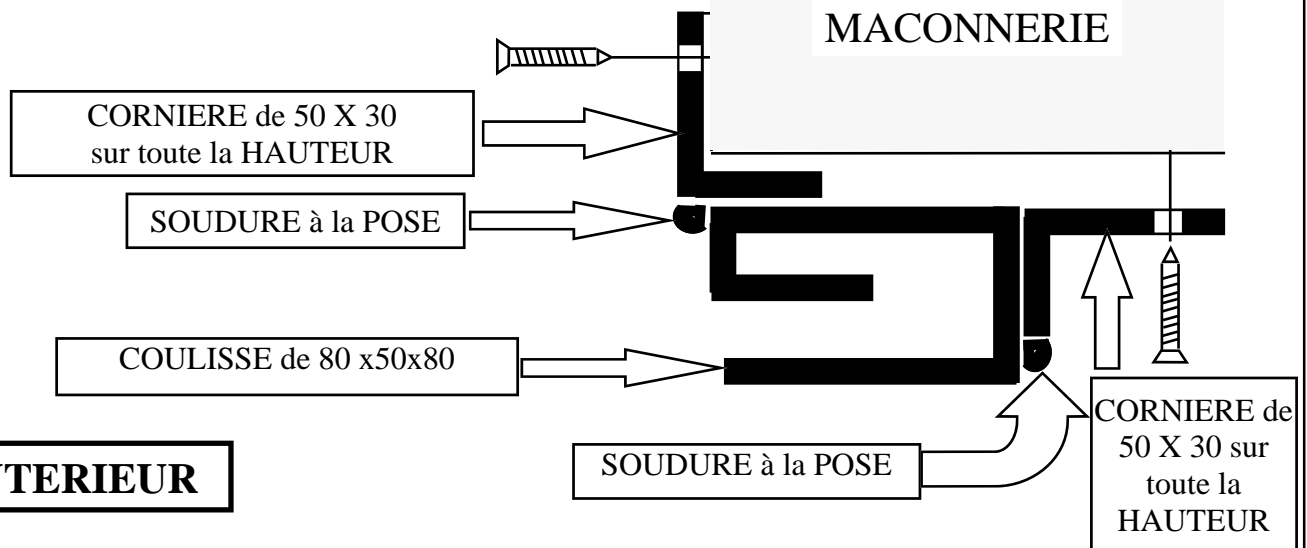 MACONNERIE
CORNIERE de 50 X 30
sur toute la HAUTEUR
SOUDURE à la POSE
COULISSE de 80 x50x80
SOUDURE à la POSE
CORNIERE de
50 X 30 sur
toute la
HAUTEUR
TERIEUR